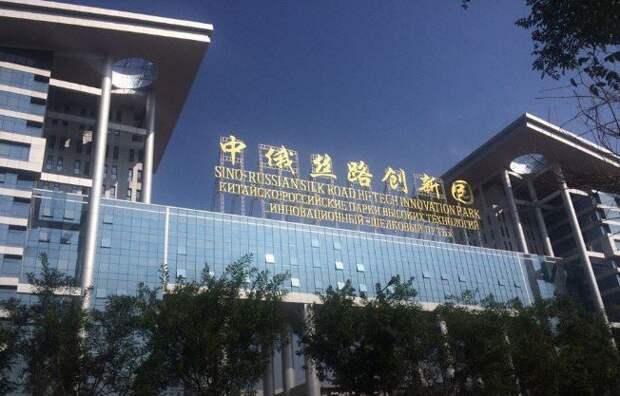 中俄丝路创新园
SINO-RUSSIAN SILK ROAD HI-TECH INNOVATION PARK
КИТАЙСКО-РОССИЙСКИЕ ПАРКИ ВЫСОКИХ ТЕХНОЛОГИЙ
ИННОВАЦИОННЫЙ «ШЕЛКОВЫЙ ПУТЬ»